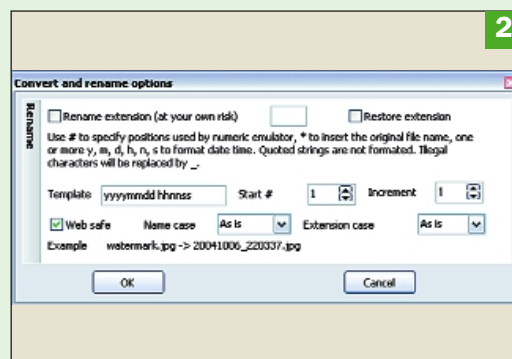 2
Convert and rename options
Rename
Rename extension (at your own risk)
Restore extension
Use # to specify positions used by numeric emulator, * to insert the original file name, one
or more y, m, d, h, n, s to format date time. Quoted strings are not formatted. Illegal
characters will be replaced by _.
Template yyyymmdd hhnnss Start # 1 Increment 1
Web safe Name case As is Extension case As is
Example watermark.jpg -> 20041006_220337.jpg
OK Cancel